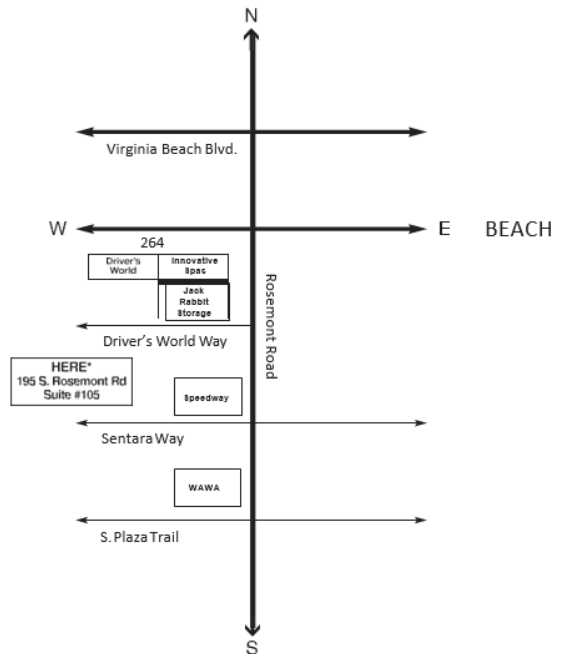 N
Virginia Beach Blvd.
W
E
BEACH
264
Driver's
World
Innovative
Spas
Jack
Rabbit
Storage
Rosemont Road
Driver's World Way
HERE*
195 S. Rosemont Rd
Suite #105
Speedway
Sentara Way
WAWA
S. Plaza Trail
S